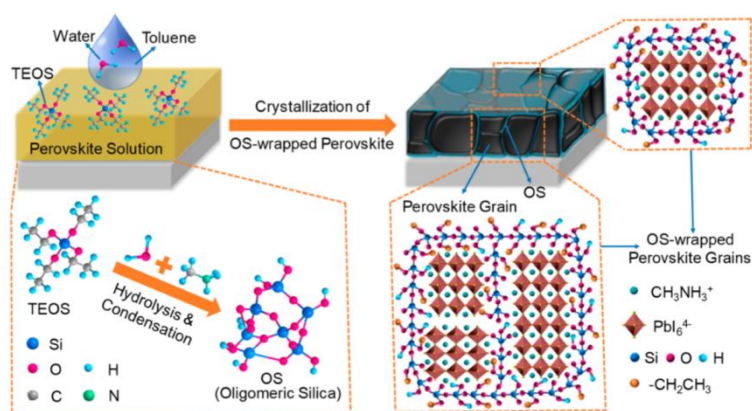 Water
Toluene
TEOS
Perovskite Solution
Crystallization of
OS-wrapped Perovskite
OS
Perovskite Grain
OS-wrapped
Perovskite Grains
TEOS
Hydrolysis &
Condensation
OS
(Oligomeric Silica)
Si
O
H
C
N
CH₃NH₃⁺
PbI₆⁴⁻
Si O H
-CH₂CH₃